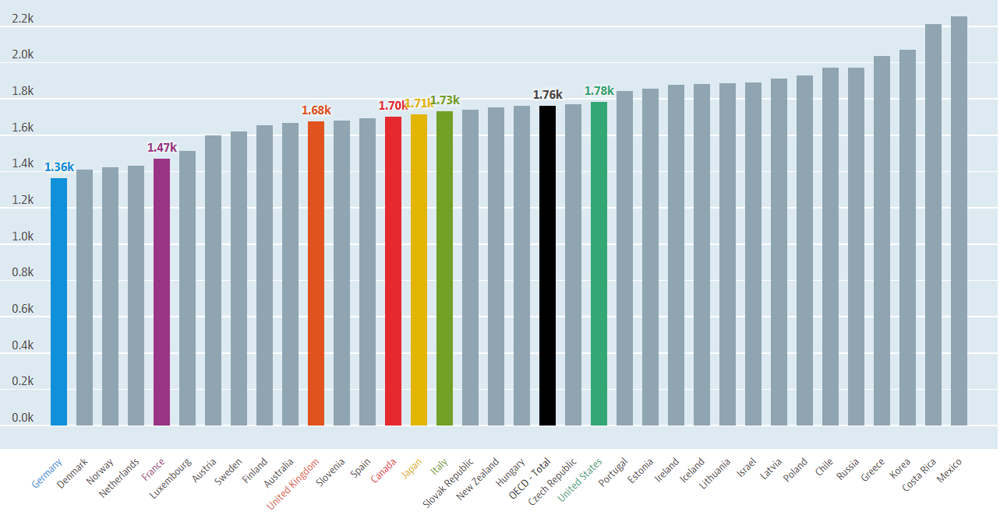 2.2k
2.0k
1.8k
1.6k
1.4k
1.2k
1.0k
0.8k
0.6k
0.4k
0.2k
0.0k
1.36k
1.47k
1.68k
1.70k
1.71k
1.73k
1.76k
1.78k
Germany
Denmark
Norway
Netherlands
France
Luxembourg
Austria
Sweden
Finland
Australia
United Kingdom
Slovenia
Spain
Canada
Japan
Italy
Slovak Republic
New Zealand
Hungary
OECD - Total
Czech Republic
United States
Portugal
Estonia
Ireland
Iceland
Lithuania
Israel
Latvia
Poland
Chile
Russia
Greece
Korea
Costa Rica
Mexico